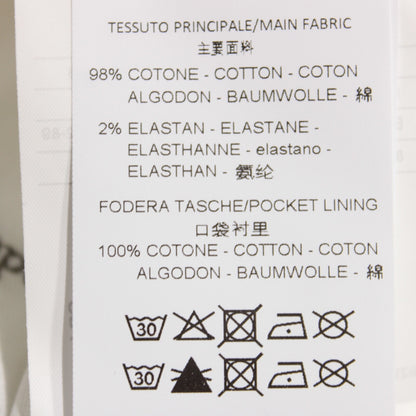 TESSUTO PRINCIPALE/MAIN FABRIC
主要面料
98% COTONE - COTTON - COTON
ALGODON - BAUMWOLLE - 綿
2% ELASTAN - ELASTANE -
ELASTHANNE - elastano -
ELASTHAN - 氨纶
FODERA TASCHE/POCKET LINING
口袋衬里
100% COTONE - COTTON - COTON
ALGODON - BAUMWOLLE - 綿
30
30